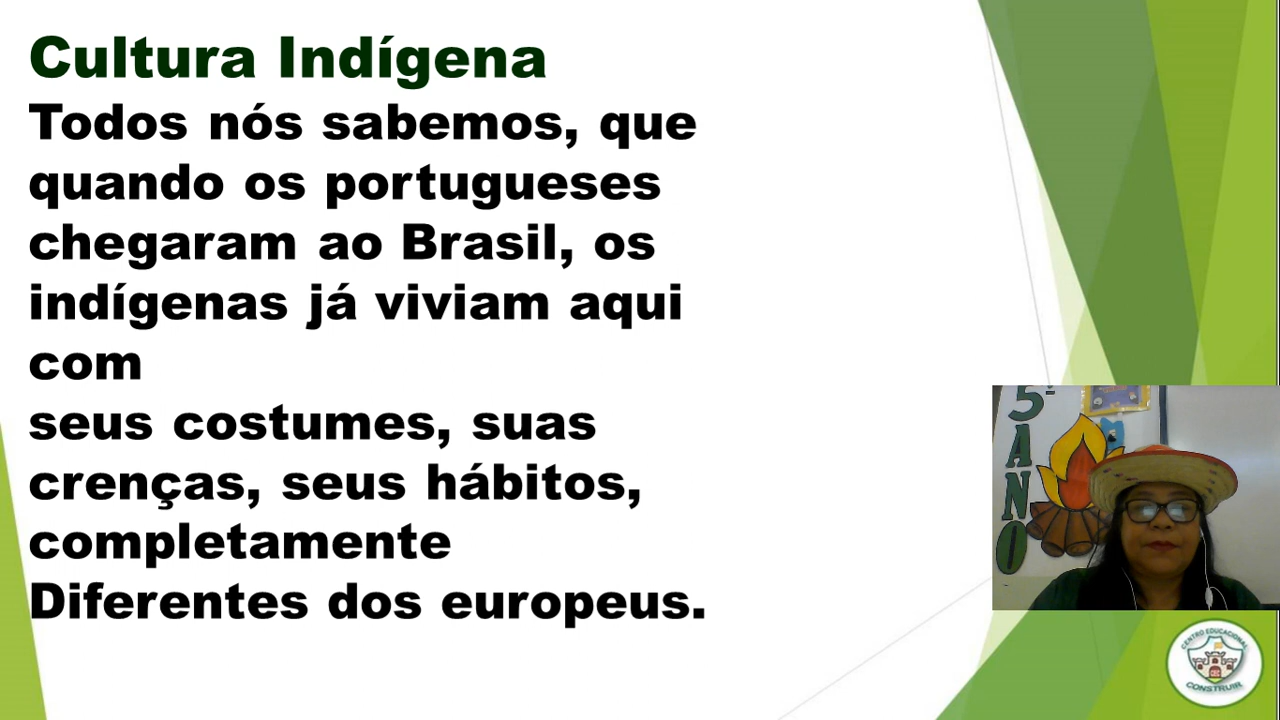 Cultura Indígena
Todos nós sabemos, que
quando os portugueses
chegaram ao Brasil, os
indígenas já viviam aqui
com
seus costumes, suas
crenças, seus hábitos,
completamente
Diferentes dos europeus.
5º
ANO
CENTRO EDUCACIONAL
CONSTRUIR